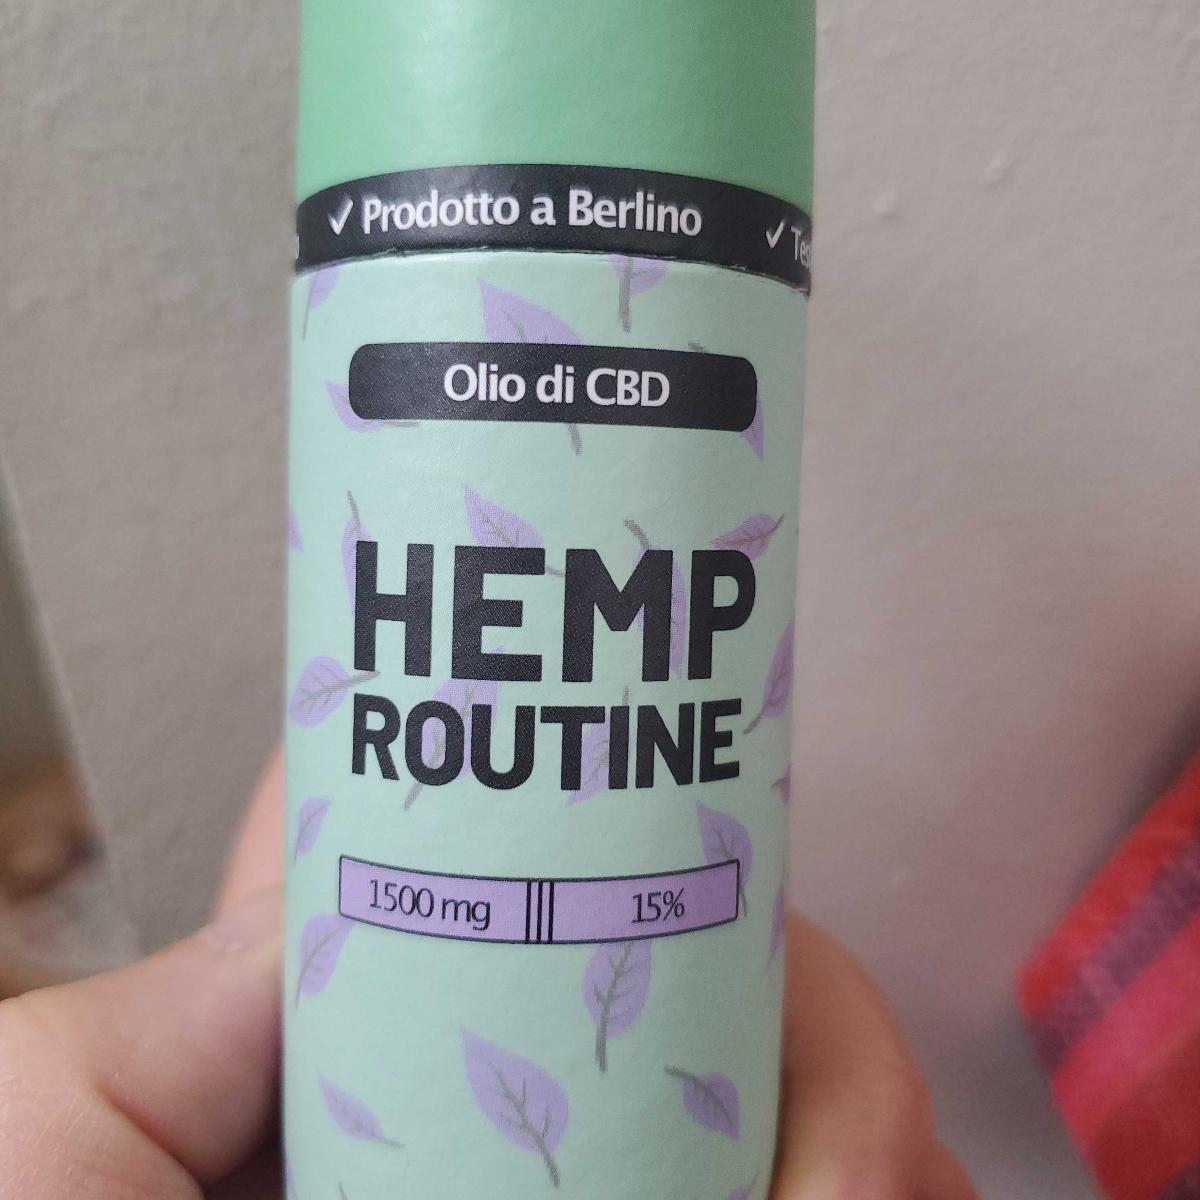 ✓ Prodotto a Berlino ✓
Olio di CBD
HEMP
ROUTINE
1500 mg
15%